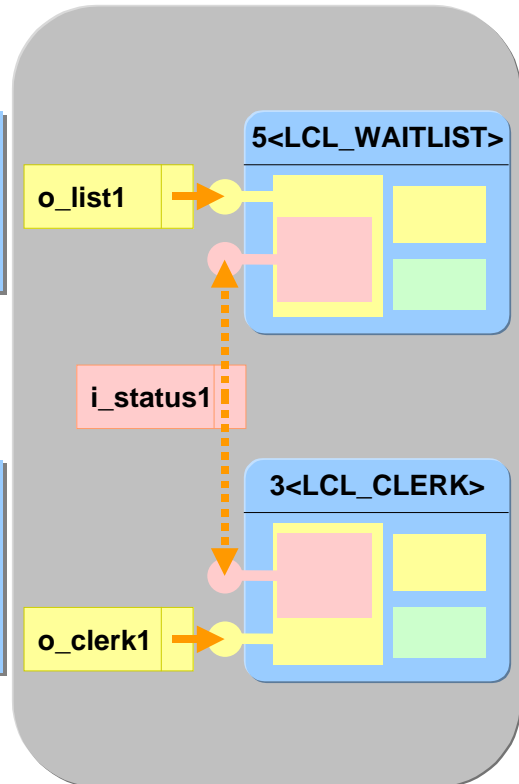 5<LCL_WAITLIST>
o_list1
i_status1
3<LCL_CLERK>
o_clerk1